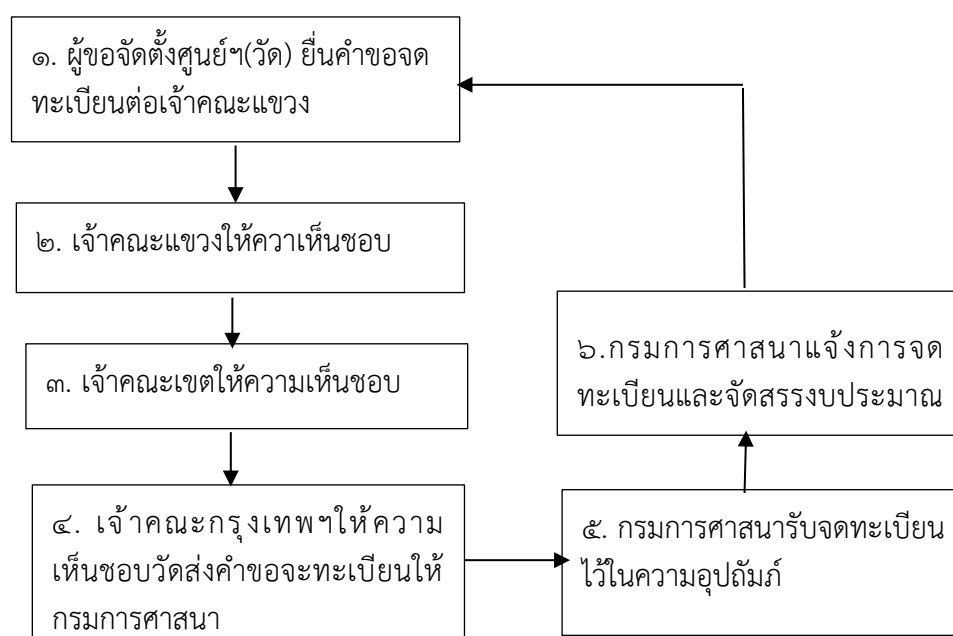 ๑. ผู้ขอจัดตั้งศูนย์ฯ(วัด) ยื่นคำขอจด
ทะเบียนต่อเจ้าคณะแขวง
๒. เจ้าคณะแขวงให้ความเห็นชอบ
๓. เจ้าคณะเขตให้ความเห็นชอบ
๔. เจ้าคณะกรุงเทพฯให้ความ
เห็นชอบวัดส่งคำขอจะทะเบียนให้
กรมการศาสนา
๕. กรมการศาสนารับจดทะเบียน
ไว้ในความอุปถัมภ์
๖.กรมการศาสนาแจ้งการจด
ทะเบียนและจัดสรรงบประมาณ